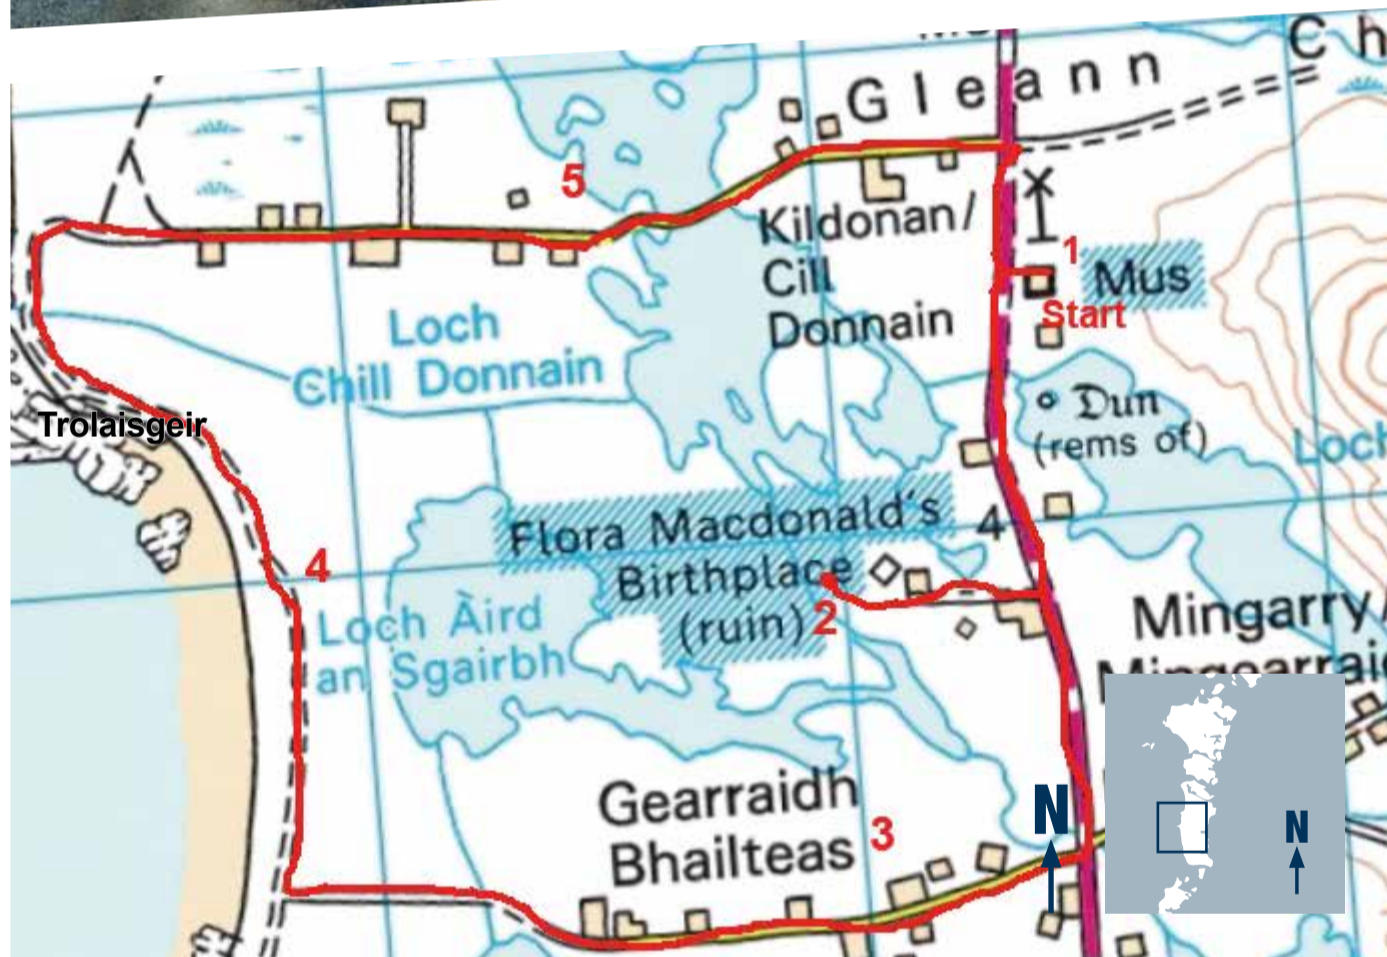 Gleann
Ch
5
Kildonan/
Cill
Donnain
1
Mus
Start
Loch
Chill Donnain
Dun
(rems of)
Loch
Trolaisgeir
Flora Macdonald's
Birthplace
(ruin)
2
4
4
Loch Àird
an Sgairbh
Mingarry/
Gearraidh
Bhailteas
3
N
N